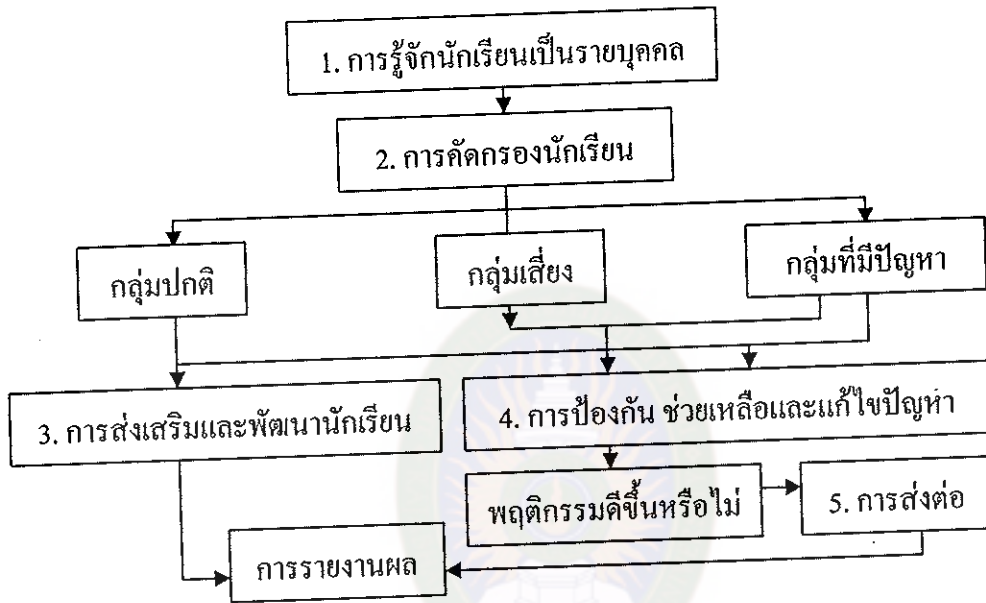 1. การรู้จักนักเรียนเป็นรายบุคคล
2. การคัดกรองนักเรียน
กลุ่มปกติ
กลุ่มเสี่ยง
กลุ่มที่มีปัญหา
3. การส่งเสริมและพัฒนานักเรียน
4. การป้องกัน ช่วยเหลือและแก้ไขปัญหา
พฤติกรรมดีขึ้นหรือไม่
5. การส่งต่อ
การรายงานผล